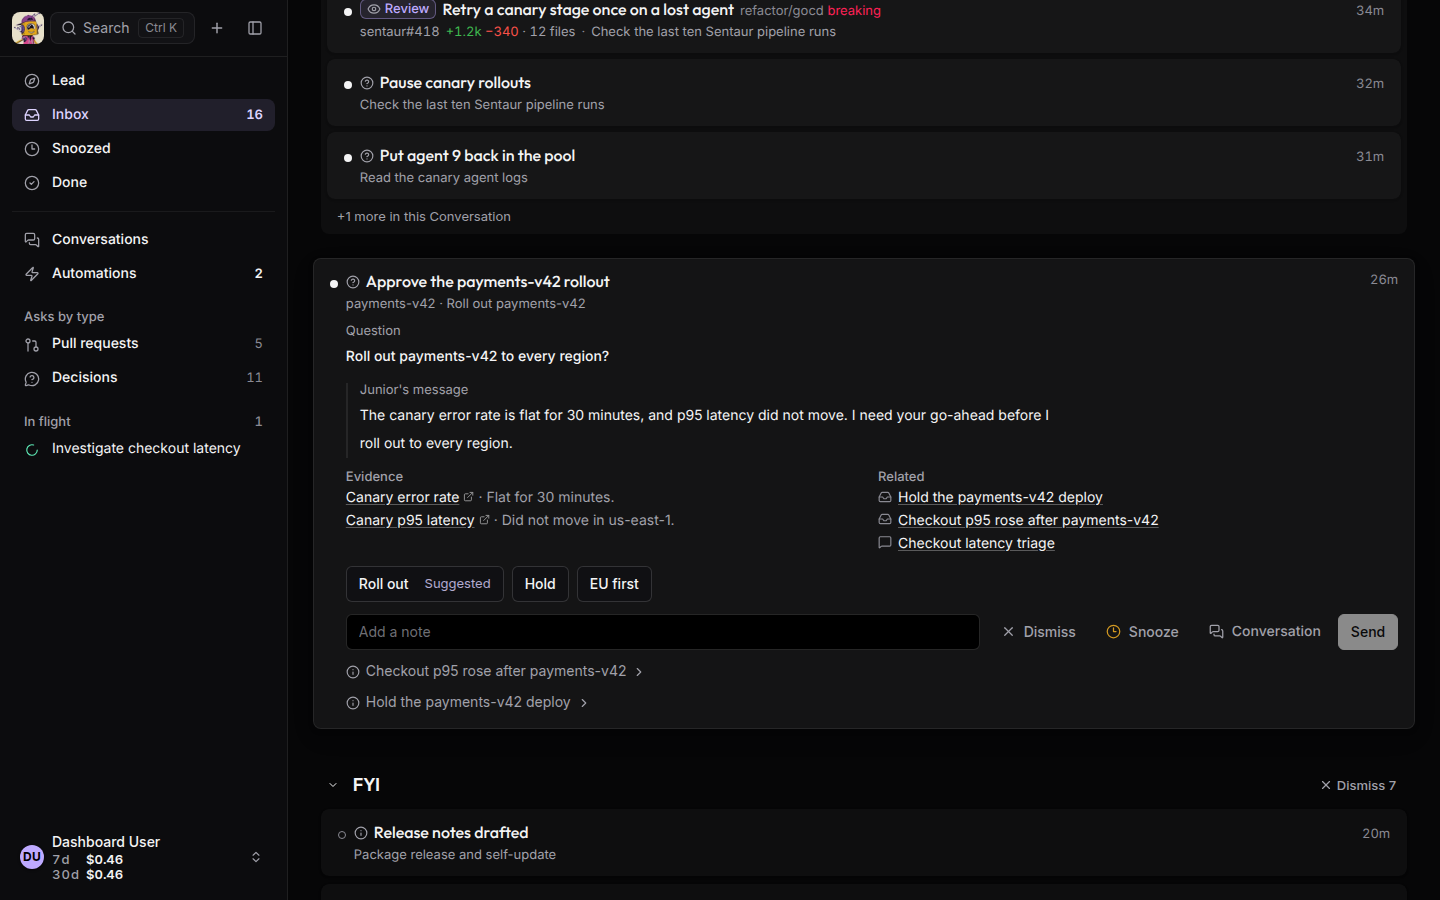 Search Ctrl K
Lead
Inbox 16
Snoozed
Done
Conversations
Automations 2
Asks by type
Pull requests 5
Decisions 11
In flight 1
Investigate checkout latency
DU
Dashboard User
7d $0.46
30d $0.46
Review Retry a canary stage once on a lost agent refactor/gocd breaking 34m
sentaur#418 +1.2k −340 · 12 files · Check the last ten Sentaur pipeline runs
Pause canary rollouts 32m
Check the last ten Sentaur pipeline runs
Put agent 9 back in the pool 31m
Read the canary agent logs
+1 more in this Conversation
Approve the payments-v42 rollout 26m
payments-v42 · Roll out payments-v42
Question
Roll out payments-v42 to every region?
Junior's message
The canary error rate is flat for 30 minutes, and p95 latency did not move. I need your go-ahead before I
roll out to every region.
Evidence
Canary error rate · Flat for 30 minutes.
Canary p95 latency · Did not move in us-east-1.
Related
Hold the payments-v42 deploy
Checkout p95 rose after payments-v42
Checkout latency triage
Roll out Suggested Hold EU first
Add a note Dismiss Snooze Conversation Send
Checkout p95 rose after payments-v42
Hold the payments-v42 deploy
FYI Dismiss 7
Release notes drafted 20m
Package release and self-update